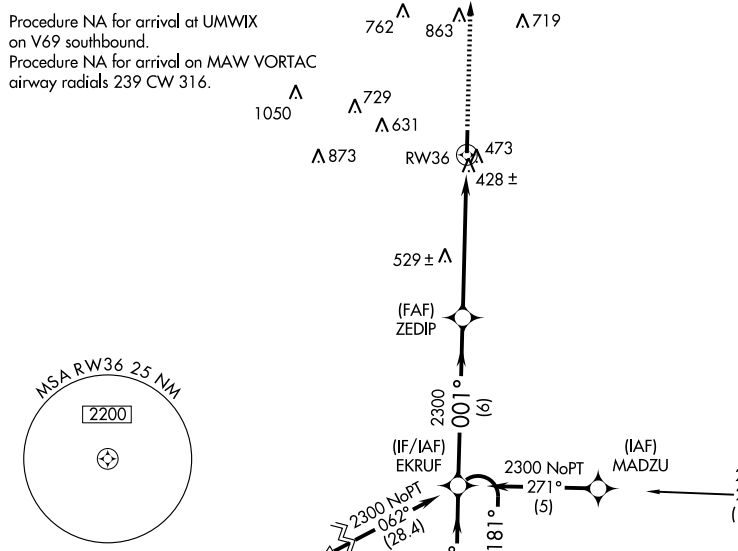 Procedure NA for arrival at UMWIX
on V69 southbound.
Procedure NA for arrival on MAW VORTAC
airway radials 239 CW 316.
762
863
719
1050
729
631
873
RW36
473
428 ±
529 ±
(FAF)
ZEDIP
MSA RW36 25 NM
2200
2300
001°
(6)
(IF/IAF)
EKRUF
2300 NoPT
271°
(5)
(IAF)
MADZU
2300 NoPT
062°
(28.4)
181°